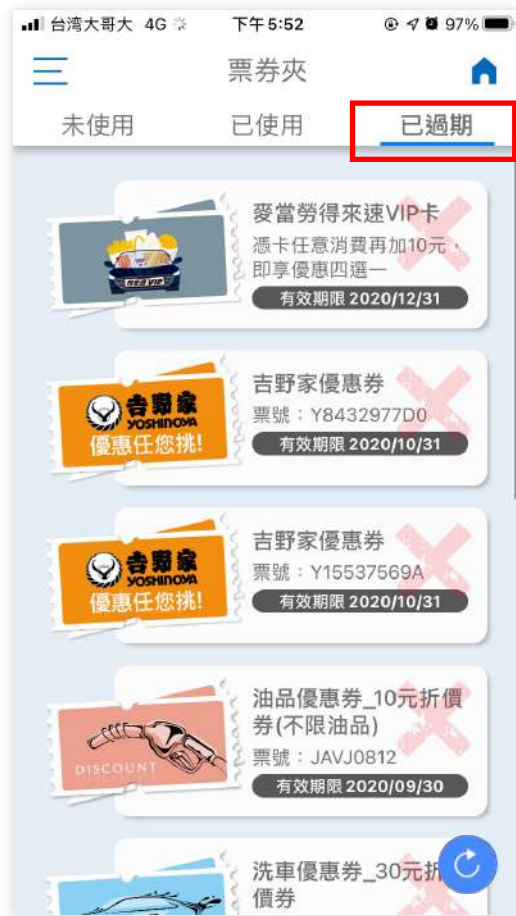 台湾大哥大 4G 下午5:52 97%
票券夾
未使用 已使用 已過期
麥當勞得來速VIP卡
憑卡任意消費再加10元，
即享優惠四選一
有效期限 2020/12/31
得來速 VIP
吉野家優惠券
票號：Y8432977D0
有效期限 2020/10/31
吉野家
YOSHINOYA
優惠任您挑!
吉野家優惠券
票號：Y15537569A
有效期限 2020/10/31
吉野家
YOSHINOYA
優惠任您挑!
油品優惠券_10元折價
券(不限油品)
票號：JAVJ0812
有效期限 2020/09/30
DISCOUNT
洗車優惠券_30元折
價券